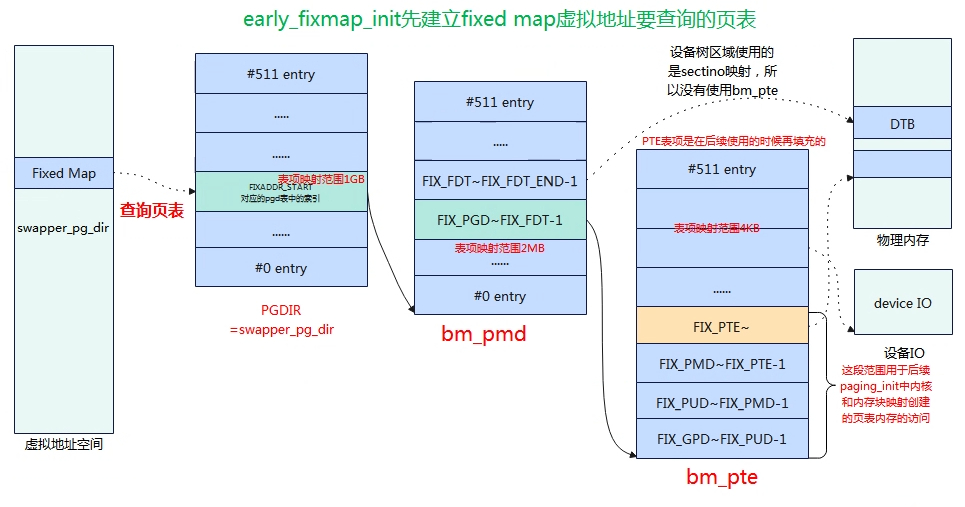 early_fixmap_init先建立fixed map虚拟地址要查询的页表
Fixed Map
swapper_pg_dir
虚拟地址空间
查询页表
#511 entry
.....
......
表项映射范围1GB
FIXADDR_START
对应的pgd表中的索引
......
#0 entry
PGDIR
=swapper_pg_dir
#511 entry
.....
FIX_FDT~FIX_FDT_END-1
FIX_PGD~FIX_FDT-1
表项映射范围2MB
......
#0 entry
bm_pmd
设备树区域使用的
是sectino映射，所
以没有使用bm_pte
PTE表项是在后续使用的时候再填充的
#511 entry
表项映射范围4KB
......
FIX_PTE~
FIX_PMD~FIX_PTE-1
FIX_PUD~FIX_PMD-1
FIX_GPD~FIX_PUD-1
bm_pte
DTB
物理内存
device IO
设备IO
这段范围用于后续
paging_init中内核
和内存块映射创建
的页表内存的访问